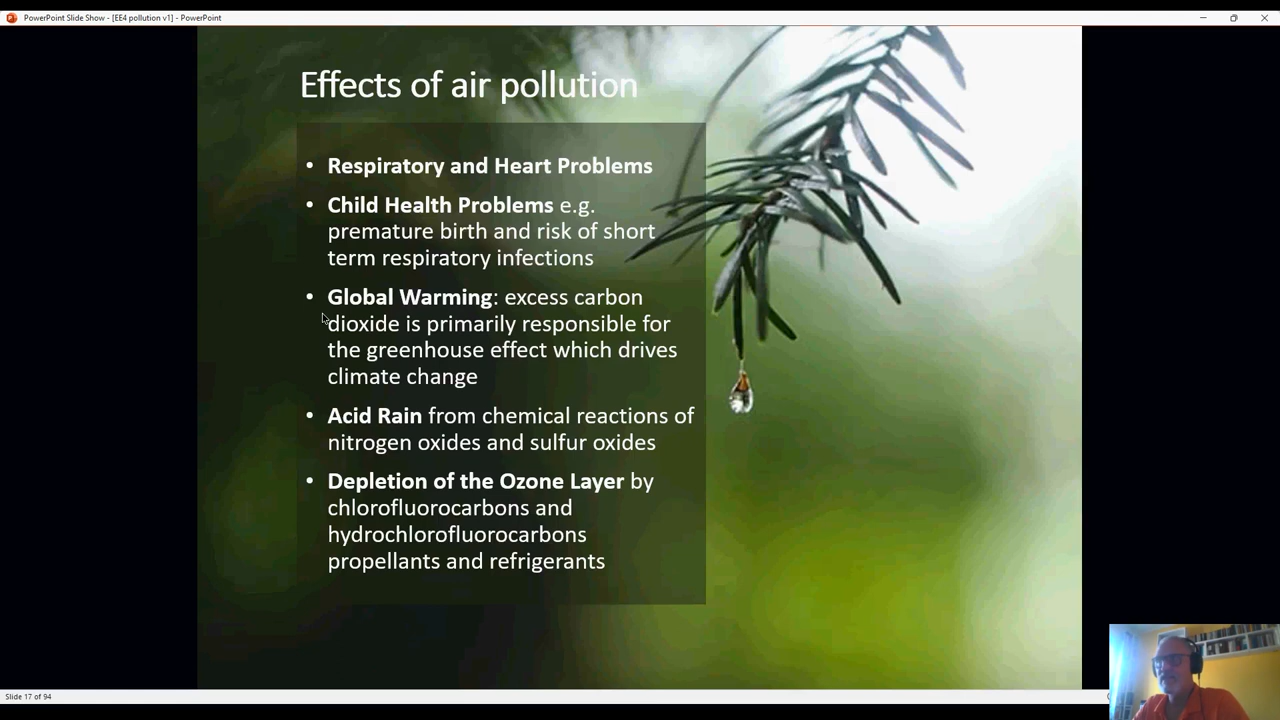 PowerPoint Slide Show - [EE4 pollution v1] - PowerPoint
Effects of air pollution
• Respiratory and Heart Problems
• Child Health Problems e.g.
premature birth and risk of short
term respiratory infections
• Global Warming: excess carbon
dioxide is primarily responsible for
the greenhouse effect which drives
climate change
• Acid Rain from chemical reactions of
nitrogen oxides and sulfur oxides
• Depletion of the Ozone Layer by
chlorofluorocarbons and
hydrochlorofluorocarbons
propellants and refrigerants
Slide 17 of 94